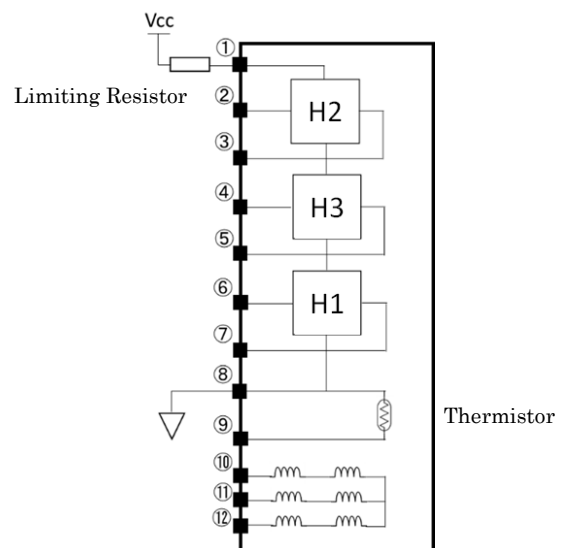 Vcc
①
Limiting Resistor
②
H2
③
④
H3
⑤
⑥
H1
⑦
⑧
Thermistor
⑨
⑩
⑪
⑫